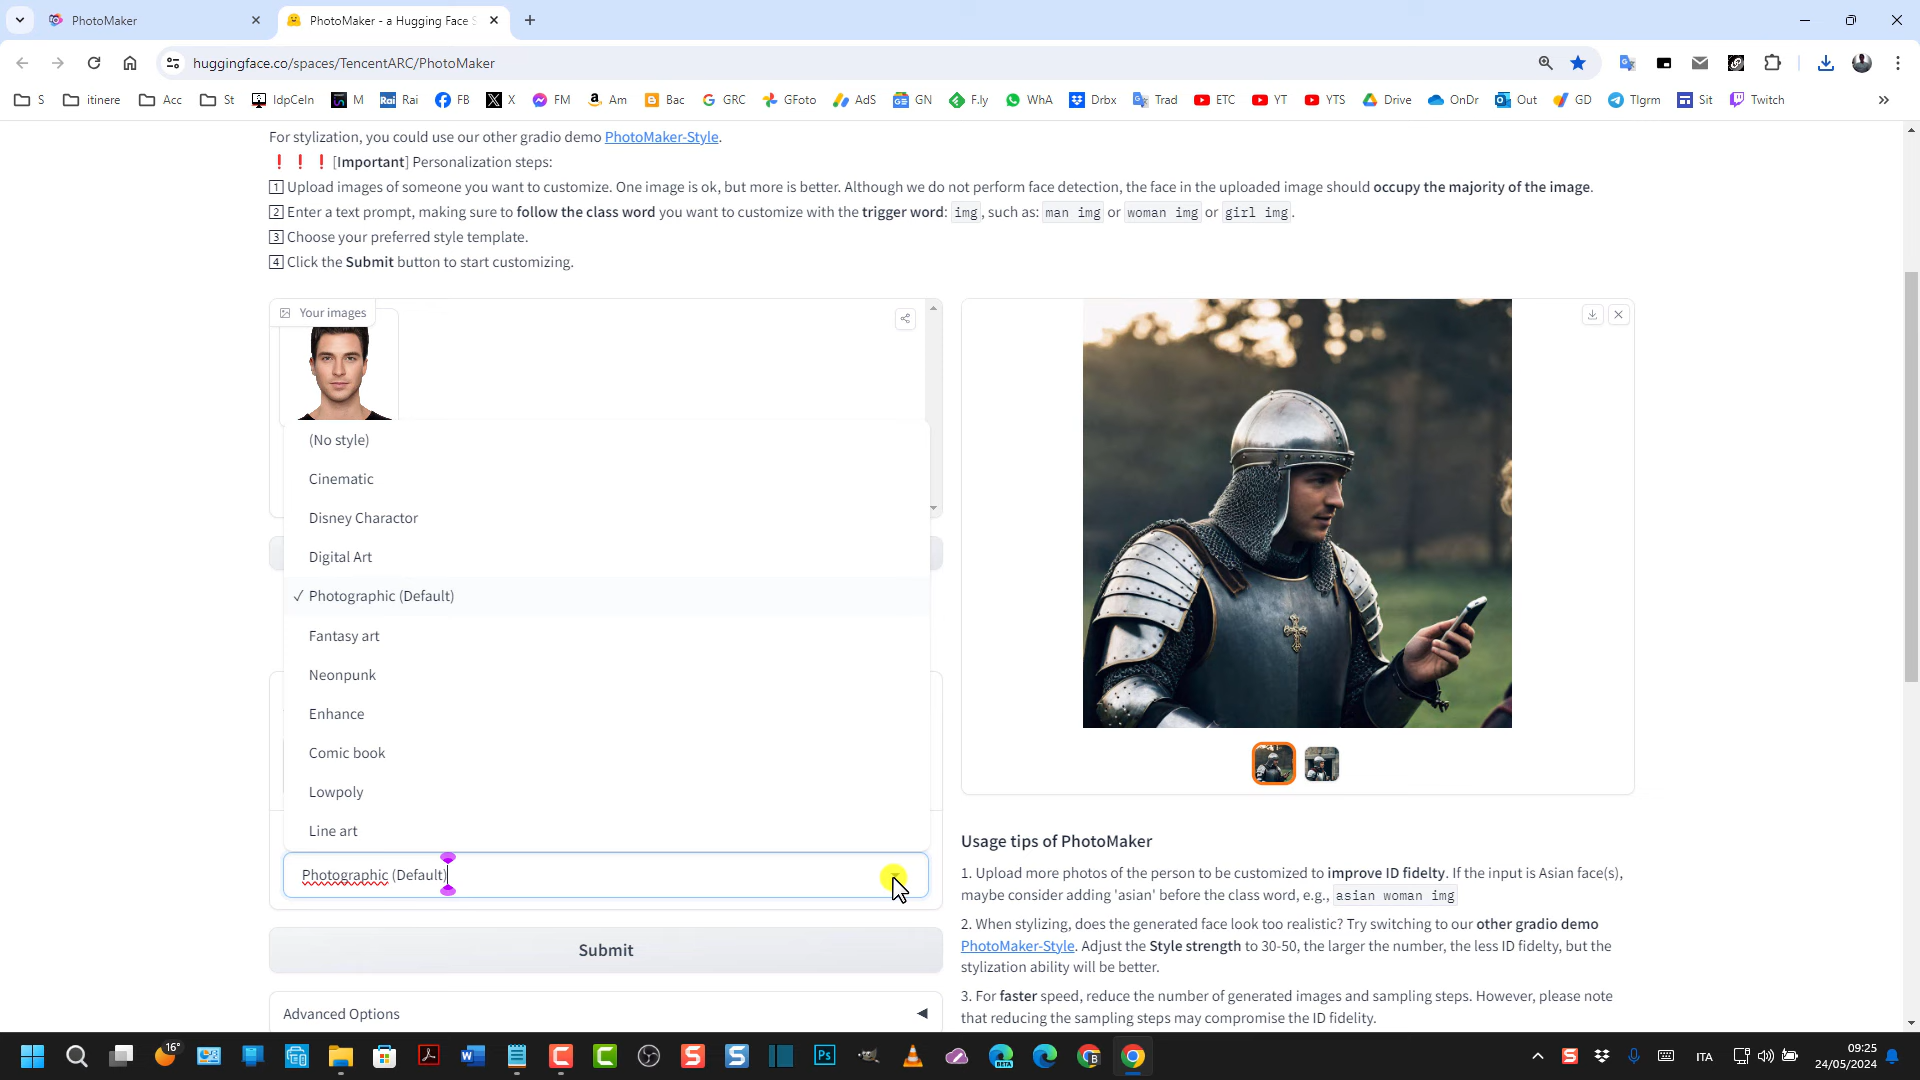 PhotoMaker
PhotoMaker - a Hugging Face S
huggingface.co/spaces/TencentARC/PhotoMaker
S
itinere
Acc
St
IdpCeIn
M
Rai
FB
X
FM
Am
Bac
GRC
GFoto
AdS
GN
F.ly
WhA
Drbx
Trad
ETC
YT
YTS
Drive
OnDr
Out
GD
Tlgrm
Sit
Twitch
»
For stylization, you could use our other gradio demo PhotoMaker-Style.
❗❗❗[Important] Personalization steps:
1 Upload images of someone you want to customize. One image is ok, but more is better. Although we do not perform face detection, the face in the uploaded image should occupy the majority of the image.
2 Enter a text prompt, making sure to follow the class word you want to customize with the trigger word: img, such as: man img or woman img or girl img.
3 Choose your preferred style template.
4 Click the Submit button to start customizing.
Your images
(No style)
Cinematic
Disney Charactor
Digital Art
✓ Photographic (Default)
Fantasy art
Neonpunk
Enhance
Comic book
Lowpoly
Line art
Photographic (Default)
Submit
Advanced Options
Usage tips of PhotoMaker
1. Upload more photos of the person to be customized to improve ID fidelty. If the input is Asian face(s),
maybe consider adding 'asian' before the class word, e.g., asian woman img
2. When stylizing, does the generated face look too realistic? Try switching to our other gradio demo
PhotoMaker-Style. Adjust the Style strength to 30-50, the larger the number, the less ID fidelty, but the
stylization ability will be better.
3. For faster speed, reduce the number of generated images and sampling steps. However, please note
that reducing the sampling steps may compromise the ID fidelity.
16°
ITA
09:25
24/05/2024